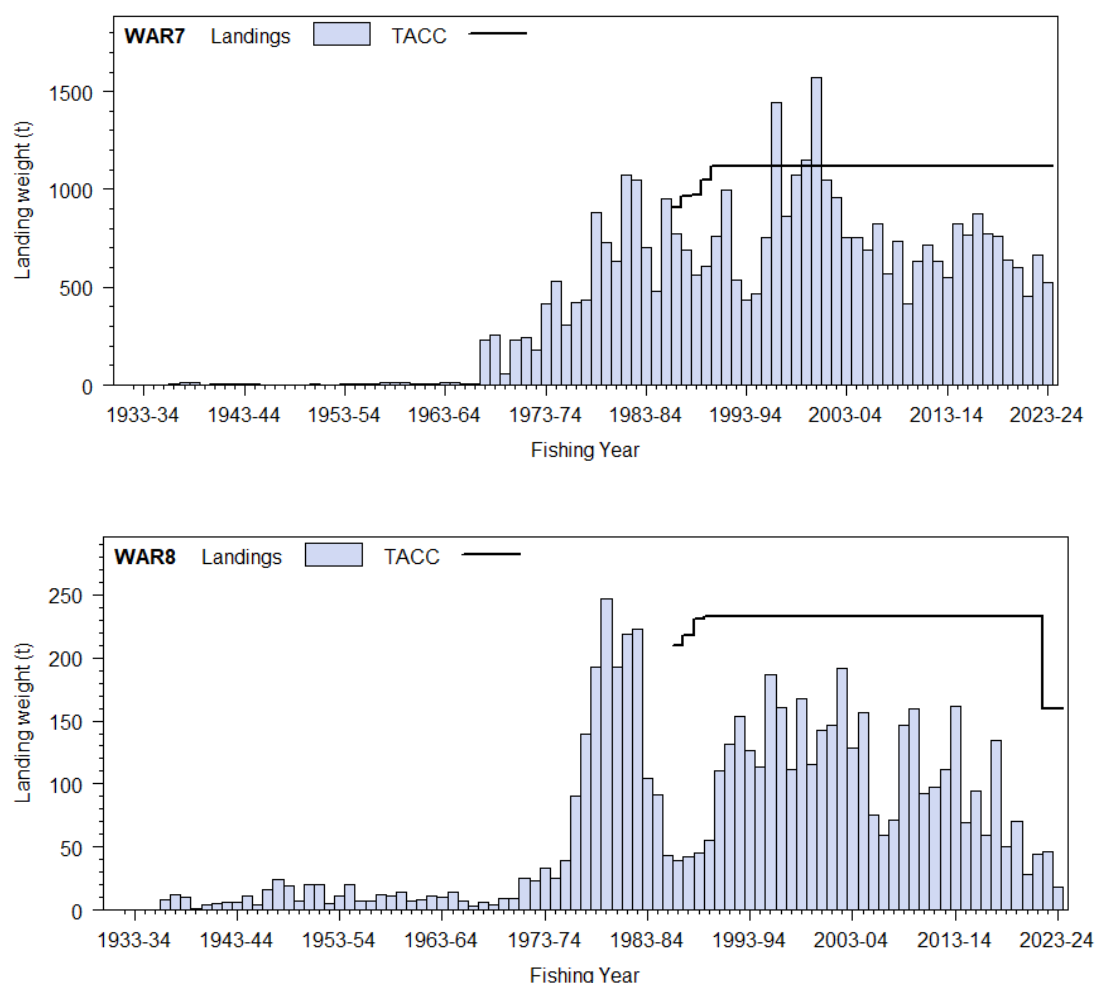 WAR7 Landings TACC
1500
1000
500
0
Landing weight (t)
1933-34 1943-44 1953-54 1963-64 1973-74 1983-84 1993-94 2003-04 2013-14 2023-24
Fishing Year
WAR8 Landings TACC
250
200
150
100
50
0
Landing weight (t)
1933-34 1943-44 1953-54 1963-64 1973-74 1983-84 1993-94 2003-04 2013-14 2023-24
Fishing Year